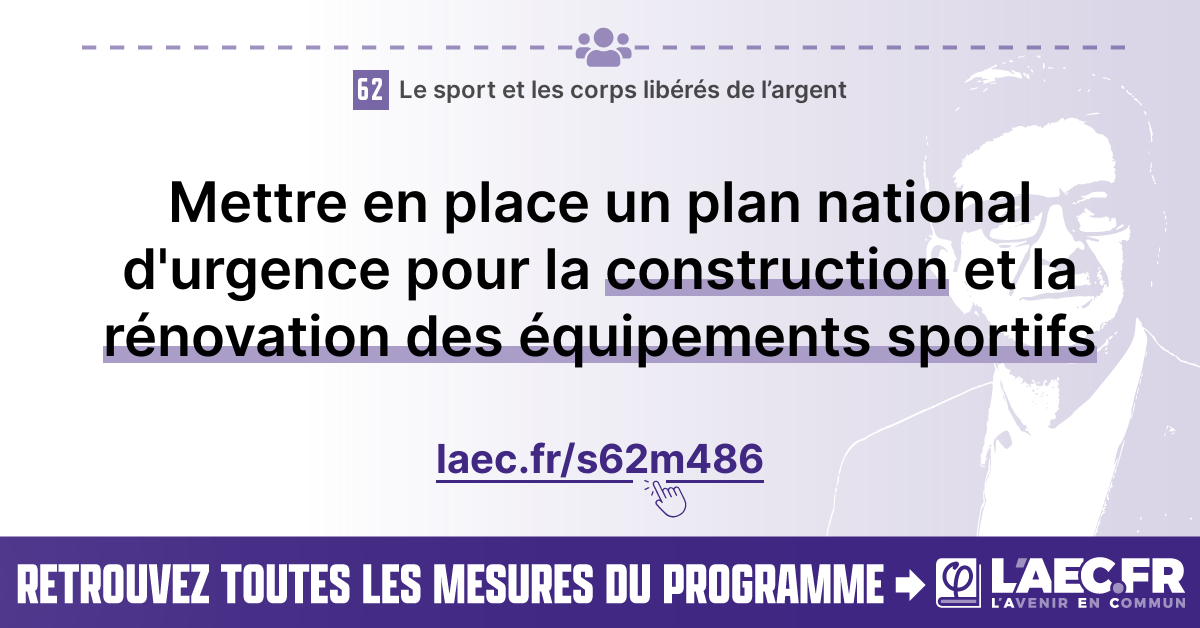 62 Le sport et les corps libérés de l’argent
Mettre en place un plan national
d'urgence pour la construction et la
rénovation des équipements sportifs
laec.fr/s62m486
RETROUVEZ TOUTES LES MESURES DU PROGRAMME
φ L'AEC.FR
L'AVENIR EN COMMUN